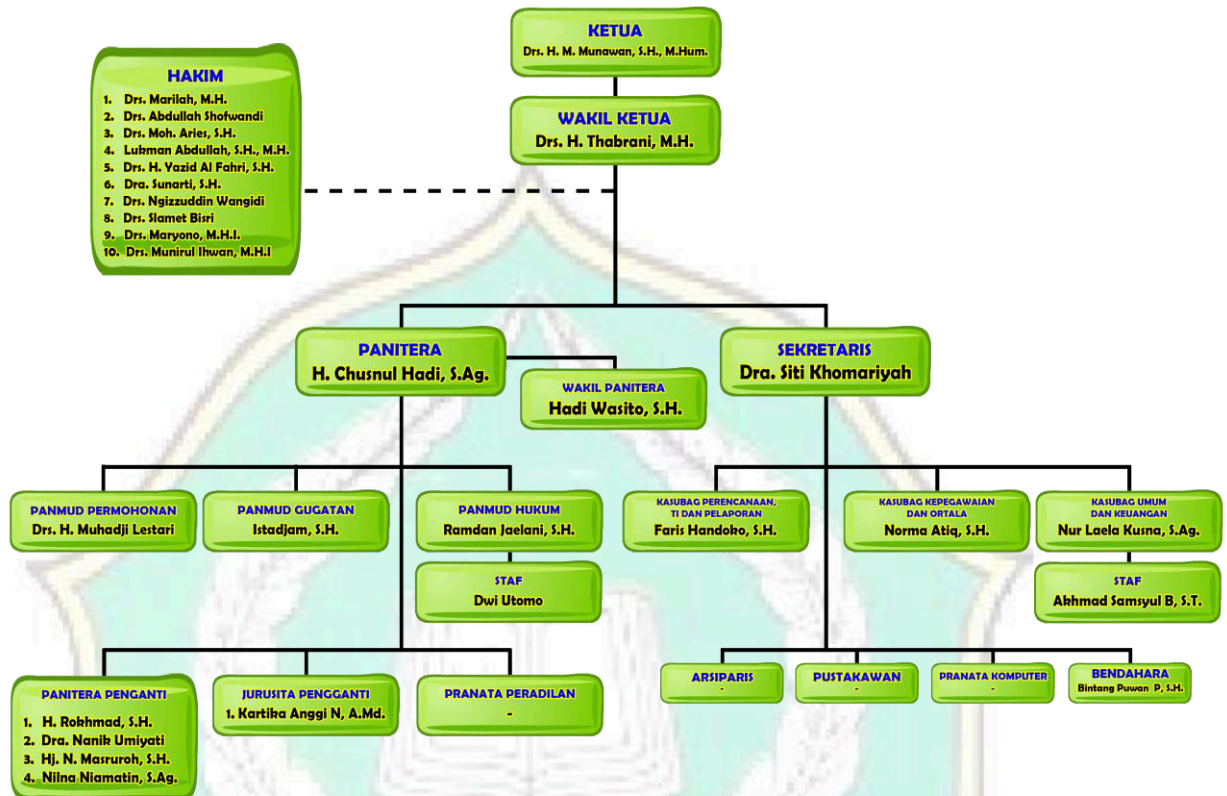 KETUA
Drs. H. M. Munawan, S.H., M.Hum.
HAKIM
1. Drs. Marilah, M.H.
2. Drs. Abdullah Shofwandi
3. Drs. Moh. Aries, S.H.
4. Lukman Abdullah, S.H., M.H.
5. Drs. H. Yazid Al Fahri, S.H.
6. Dra. Sunarti, S.H.
7. Drs. Ngizzuddin Wangidi
8. Drs. Slamet Bisri
9. Drs. Maryono, M.H.I.
10. Drs. Munirul Ihwan, M.H.I
WAKIL KETUA
Drs. H. Thabrani, M.H.
PANITERA
H. Chusnul Hadi, S.Ag.
WAKIL PANITERA
Hadi Wasito, S.H.
SEKRETARIS
Dra. Siti Khomariyah
PANMUD PERMOHONAN
Drs. H. Muhadji Lestari
PANMUD GUGATAN
Istadjam, S.H.
PANMUD HUKUM
Ramdan Jaelani, S.H.
STAF
Dwi Utomo
KASUBAG PERENCANAAN,
TI DAN PELAPORAN
Faris Handoko, S.H.
KASUBAG KEPEGAWAIAN
DAN ORTALA
Norma Atiq, S.H.
KASUBAG UMUM
DAN KEUANGAN
Nur Laela Kusna, S.Ag.
STAF
Akhmad Samsyul B, S.T.
PANITERA PENGANTI
1. H. Rokhmad, S.H.
2. Dra. Nanik Umiyati
3. Hj. N. Masruroh, S.H.
4. Nilna Niamatin, S.Ag.
JURUSITA PENGGANTI
1. Kartika Anggi N, A.Md.
PRANATA PERADILAN
-
ARSIPARIS
-
PUSTAKAWAN
-
PRANATA KOMPUTER
-
BENDAHARA
Bintang Puwan P, S.H.